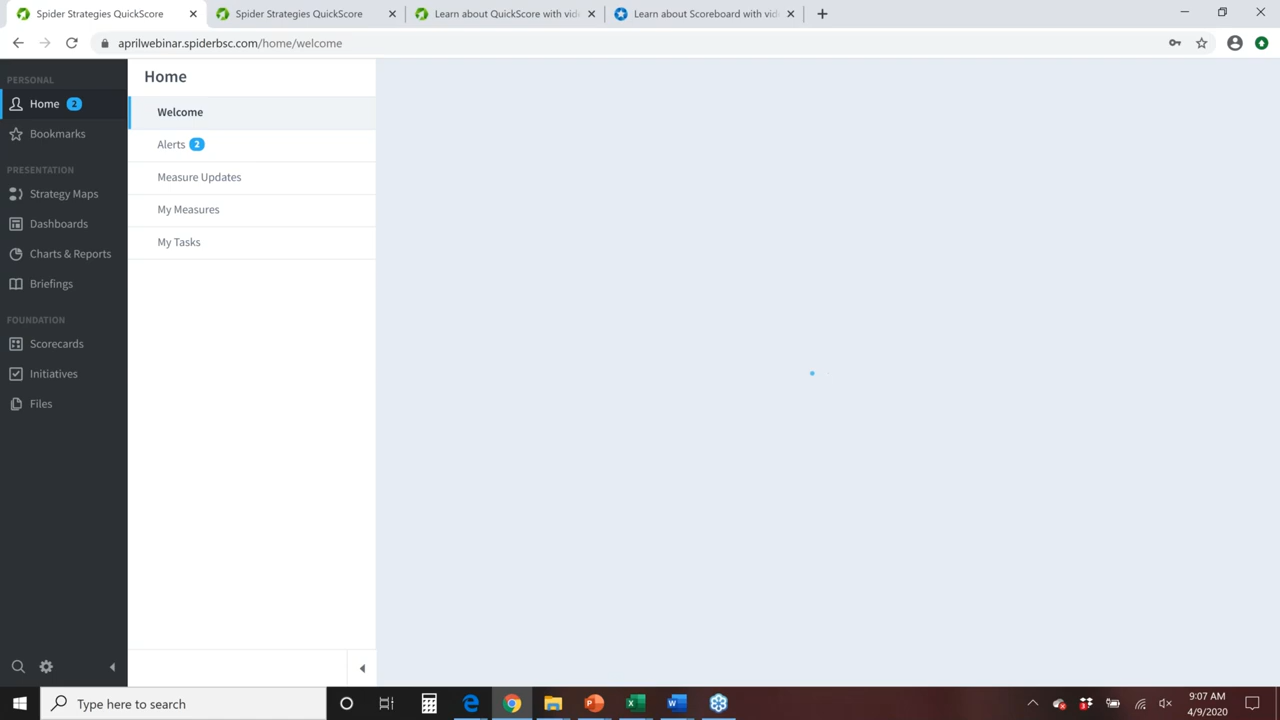 Spider Strategies QuickScore
Spider Strategies QuickScore
Learn about QuickScore with vid
Learn about Scoreboard with vid
aprilwebinar.spiderbsc.com/home/welcome
PERSONAL
Home 2
Bookmarks
PRESENTATION
Strategy Maps
Dashboards
Charts & Reports
Briefings
FOUNDATION
Scorecards
Initiatives
Files
Home
Welcome
Alerts 2
Measure Updates
My Measures
My Tasks
Type here to search
9:07 AM
4/9/2020